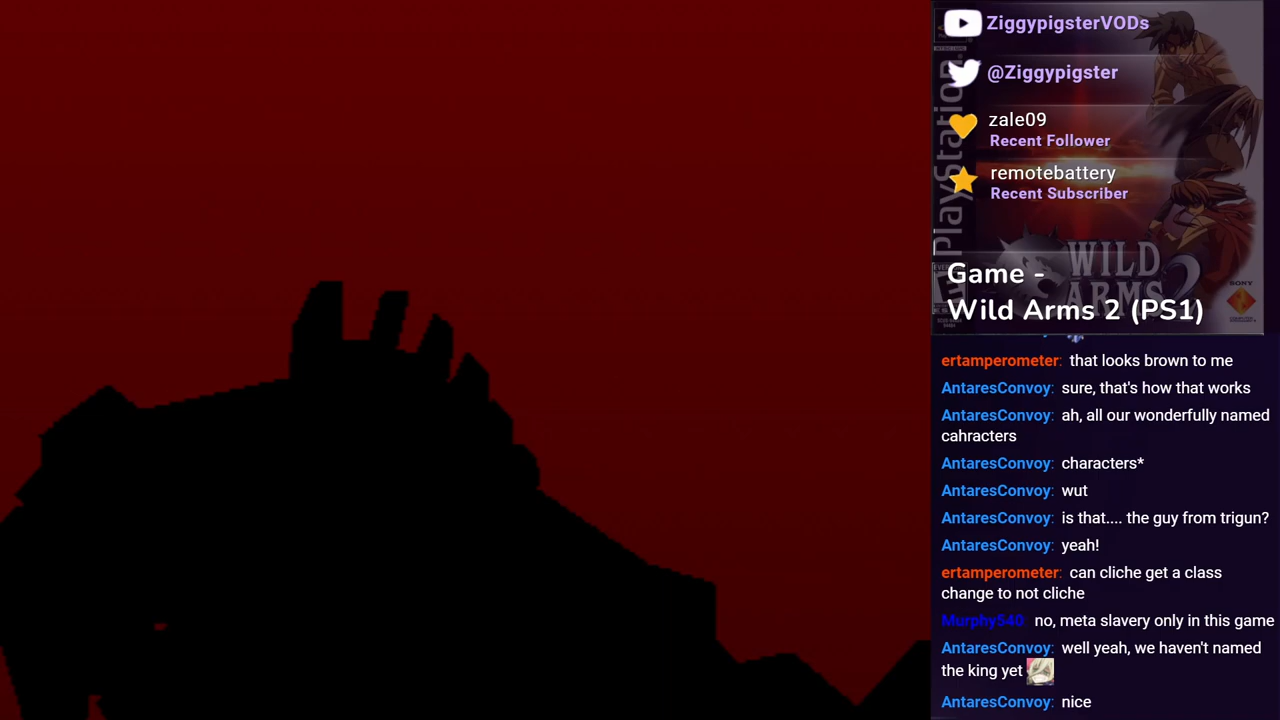 ZiggypigsterVODs
@Ziggypigster
zale09
Recent Follower
remotebattery
Recent Subscriber
PlayStation
WILD
ARMS 2
SONY
Game -
Wild Arms 2 (PS1)
ertamperometer: that looks brown to me
AntaresConvoy: sure, that's how that works
AntaresConvoy: ah, all our wonderfully named
cahracters
AntaresConvoy: characters*
AntaresConvoy: wut
AntaresConvoy: is that.... the guy from trigun?
AntaresConvoy: yeah!
ertamperometer: can cliche get a class
change to not cliche
Murphy540: no, meta slavery only in this game
AntaresConvoy: well yeah, we haven't named
the king yet
AntaresConvoy: nice